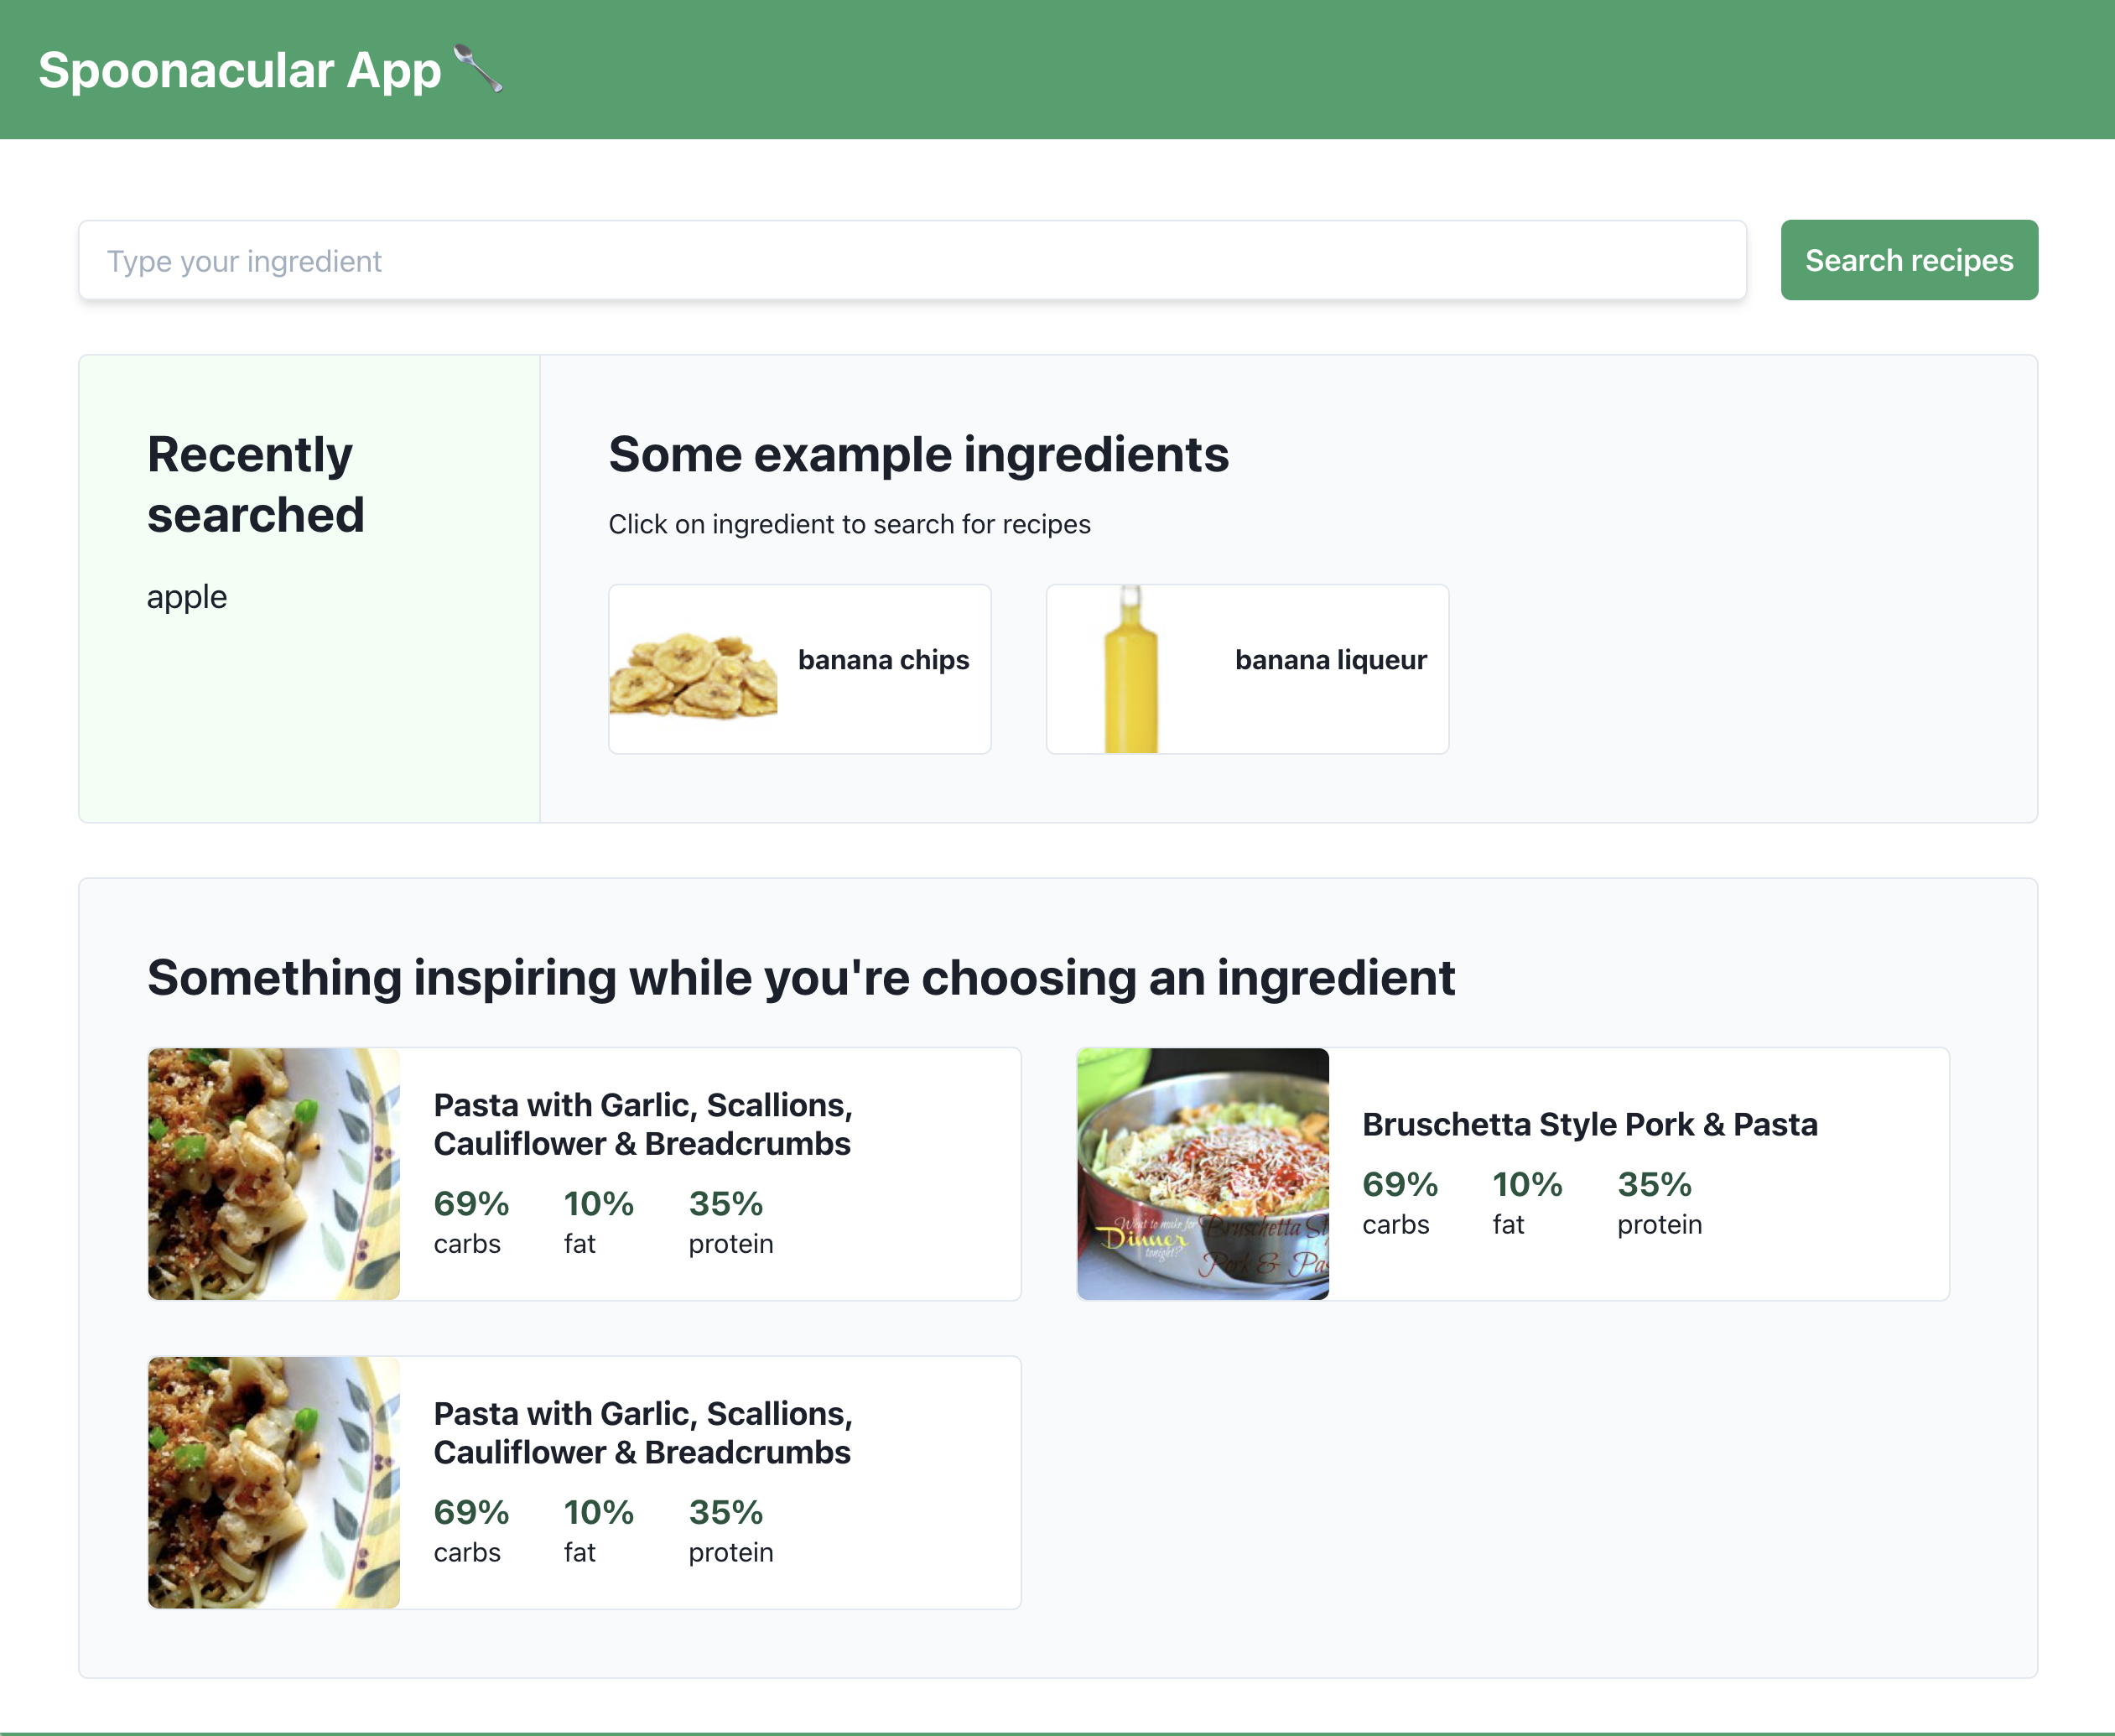 Spoonacular App
Type your ingredient
Search recipes
Recently
searched
apple
Some example ingredients
Click on ingredient to search for recipes
banana chips
banana liqueur
Something inspiring while you're choosing an ingredient
Pasta with Garlic, Scallions,
Cauliflower & Breadcrumbs
69% 10% 35%
carbs fat protein
What to make for
Dinner
tonight?
Bruschetta St
Pork & Pas
Bruschetta Style Pork & Pasta
69% 10% 35%
carbs fat protein
Pasta with Garlic, Scallions,
Cauliflower & Breadcrumbs
69% 10% 35%
carbs fat protein